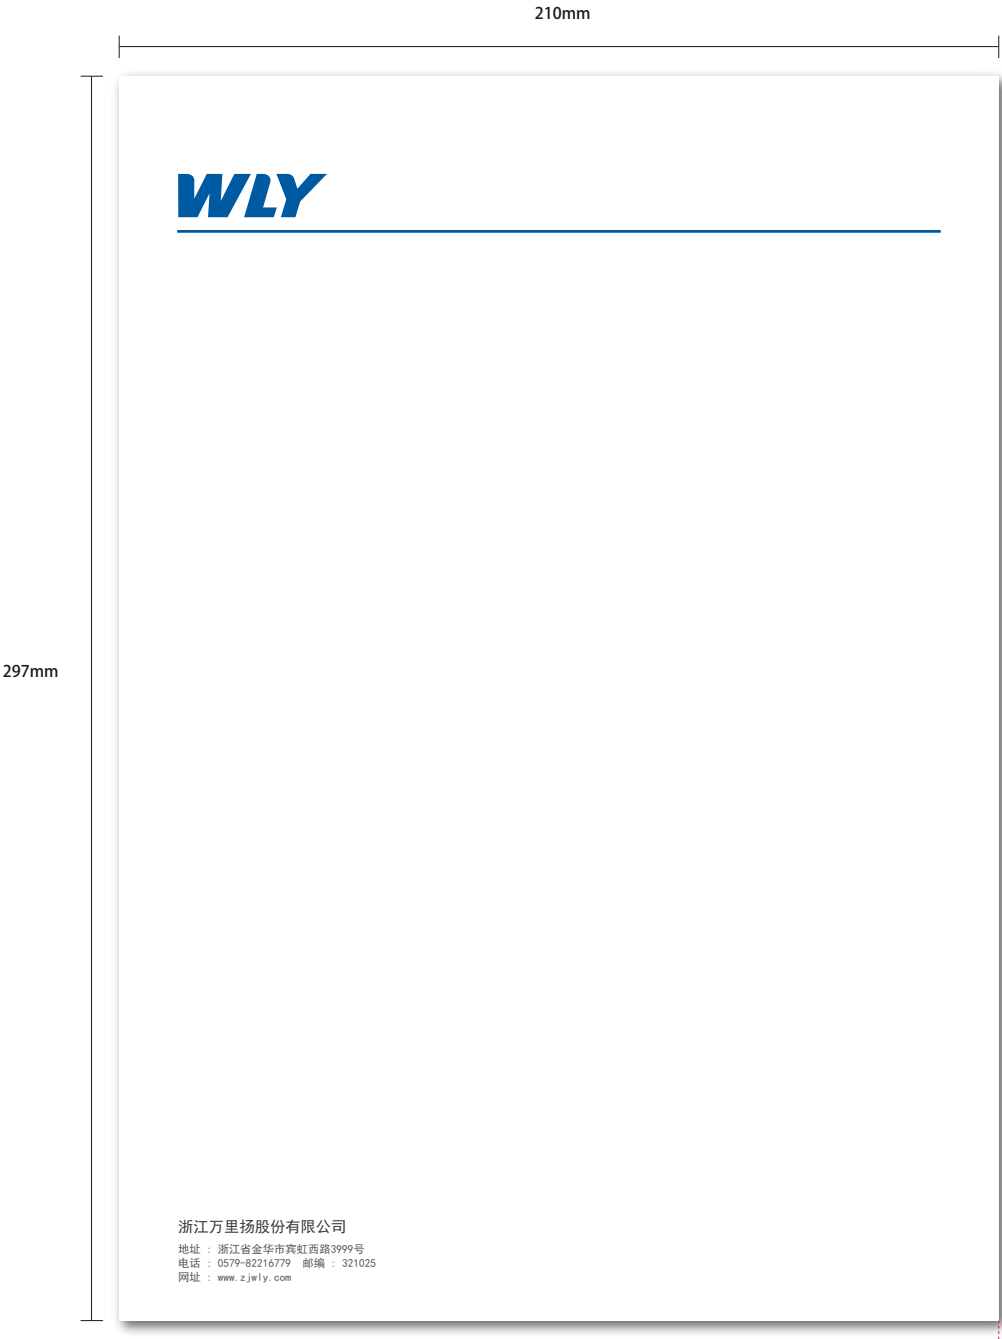 210mm
WLY
297mm
浙江万里扬股份有限公司
地址 : 浙江省金华市宾虹西路3999号
电话 : 0579-82216779 邮编 : 321025
网址 : www.zjwly.com